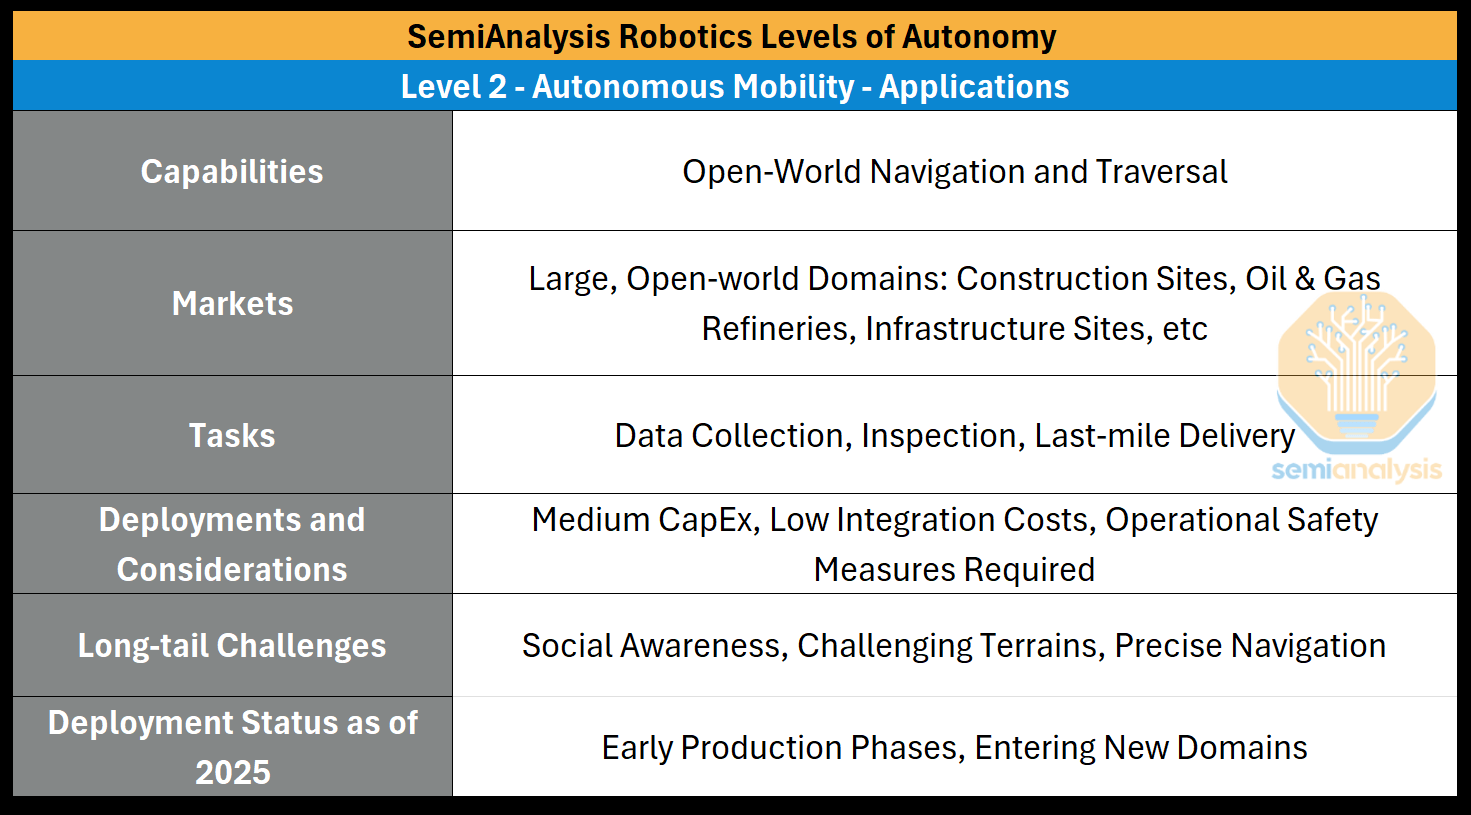 SemiAnalysis Robotics Levels of Autonomy
Level 2 - Autonomous Mobility - Applications
Capabilities
Open-World Navigation and Traversal
Markets
Large, Open-world Domains: Construction Sites, Oil & Gas
Refineries, Infrastructure Sites, etc
Tasks
Data Collection, Inspection, Last-mile Delivery
semianalysis
Deployments and
Considerations
Medium CapEx, Low Integration Costs, Operational Safety
Measures Required
Long-tail Challenges
Social Awareness, Challenging Terrains, Precise Navigation
Deployment Status as of
2025
Early Production Phases, Entering New Domains